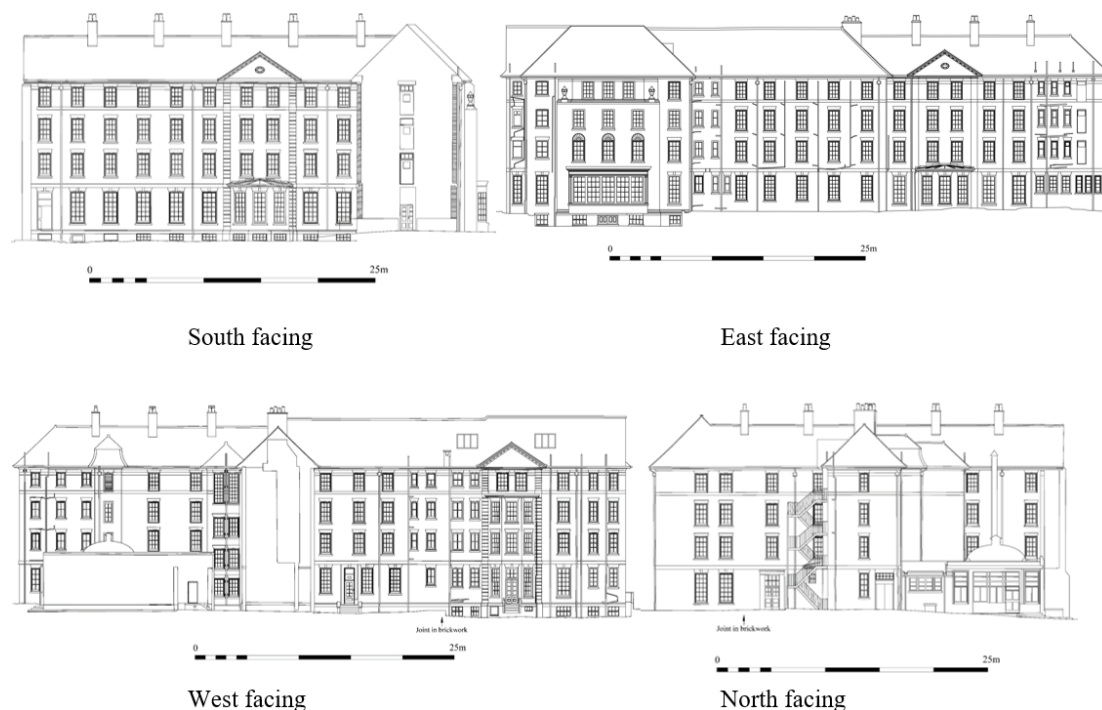 0 25m
0 25m
South facing East facing
Joint in brickwork
Joint in brickwork
0 25m
0 25m
West facing North facing